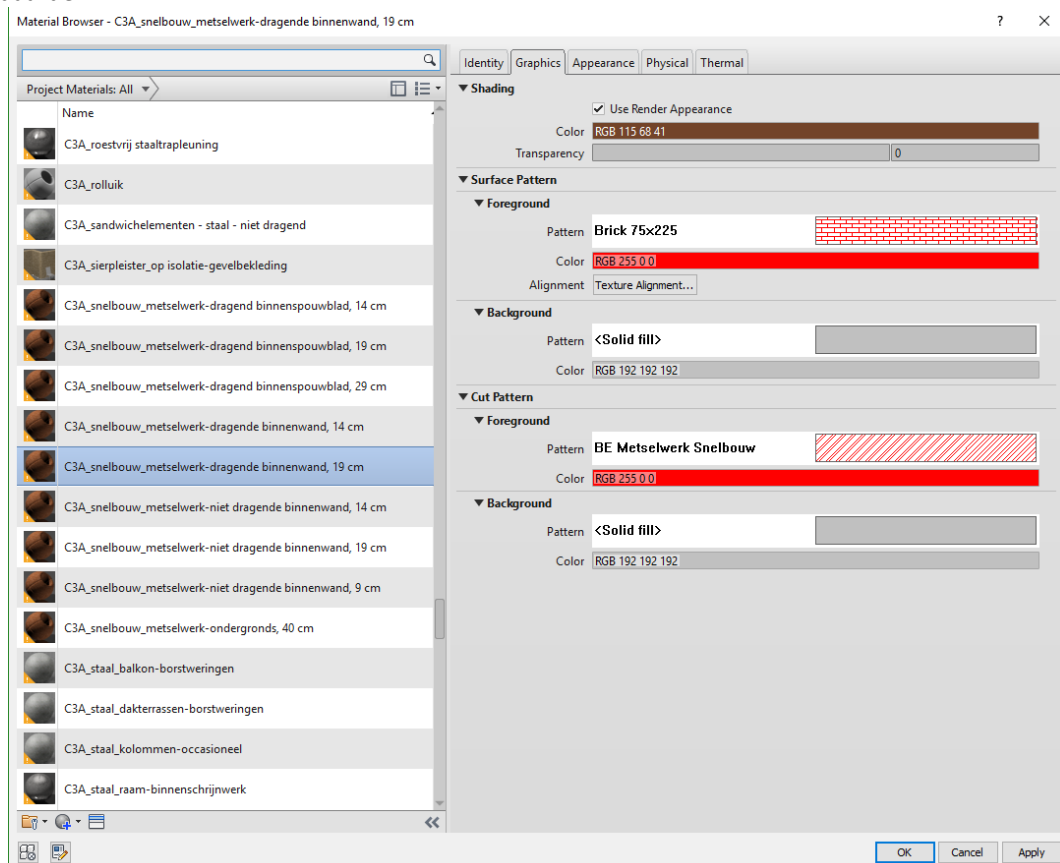 Material Browser - C3A_snelbouw_metselwerk-dragende binnenwand, 19 cm
?
Project Materials: All
Name
C3A_roestvrij staaltrapleuning
C3A_rolluik
C3A_sandwichelementen - staal - niet dragend
C3A_sierpleister_op isolatie-gevelbekleding
C3A_snelbouw_metselwerk-dragend binnenspouwblad, 14 cm
C3A_snelbouw_metselwerk-dragend binnenspouwblad, 19 cm
C3A_snelbouw_metselwerk-dragend binnenspouwblad, 29 cm
C3A_snelbouw_metselwerk-dragende binnenwand, 14 cm
C3A_snelbouw_metselwerk-dragende binnenwand, 19 cm
C3A_snelbouw_metselwerk-niet dragende binnenwand, 14 cm
C3A_snelbouw_metselwerk-niet dragende binnenwand, 19 cm
C3A_snelbouw_metselwerk-niet dragende binnenwand, 9 cm
C3A_snelbouw_metselwerk-ondergronds, 40 cm
C3A_staal_balkon-borstweringen
C3A_staal_dakterrassen-borstweringen
C3A_staal_kolommen-occasioneel
C3A_staal_raam-binnenschrijnwerk
Identity Graphics Appearance Physical Thermal
Shading
Use Render Appearance
Color RGB 115 68 41
Transparency 0
Surface Pattern
Foreground
Pattern Brick 75x225
Color RGB 255 0 0
Alignment Texture Alignment...
Background
Pattern <Solid fill>
Color RGB 192 192 192
Cut Pattern
Foreground
Pattern BE Metselwerk Snelbouw
Color RGB 255 0 0
Background
Pattern <Solid fill>
Color RGB 192 192 192
OK Cancel Apply